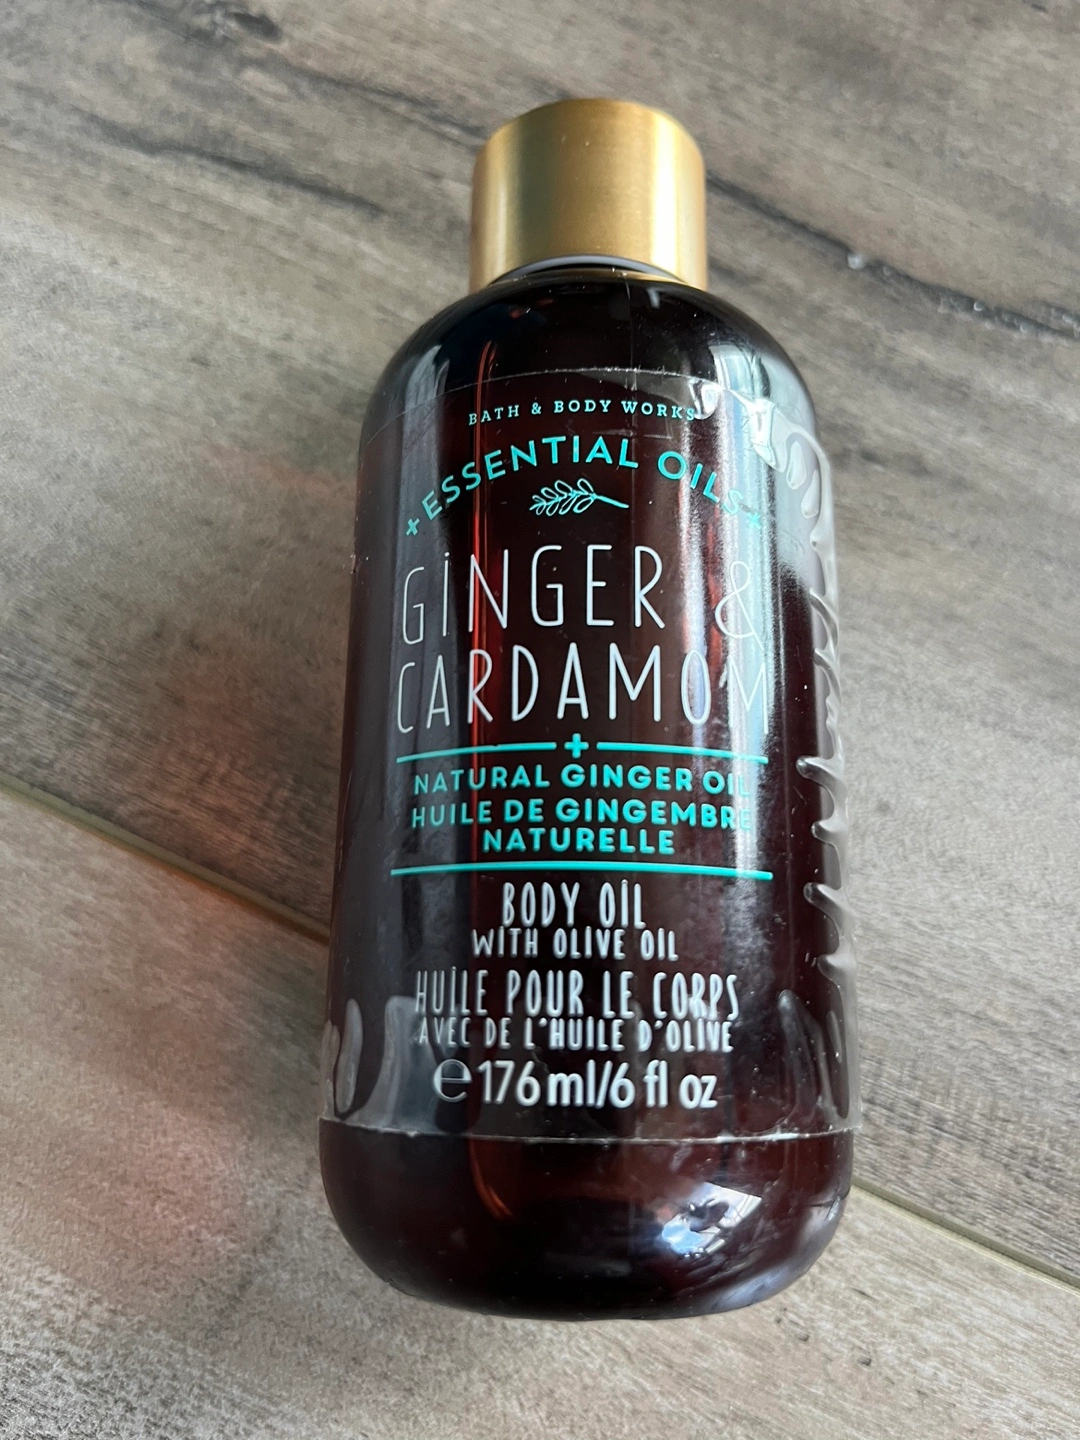 BATH & BODY WORKS
+ ESSENTIAL OILS +
GINGER &
CARDAMOM
+
NATURAL GINGER OIL
HUILE DE GINGEMBRE
NATURELLE
BODY OIL
WITH OLIVE OIL
HUILE POUR LE CORPS
AVEC DE L'HUILE D'OLIVE
℮ 176 ml/6 fl oz